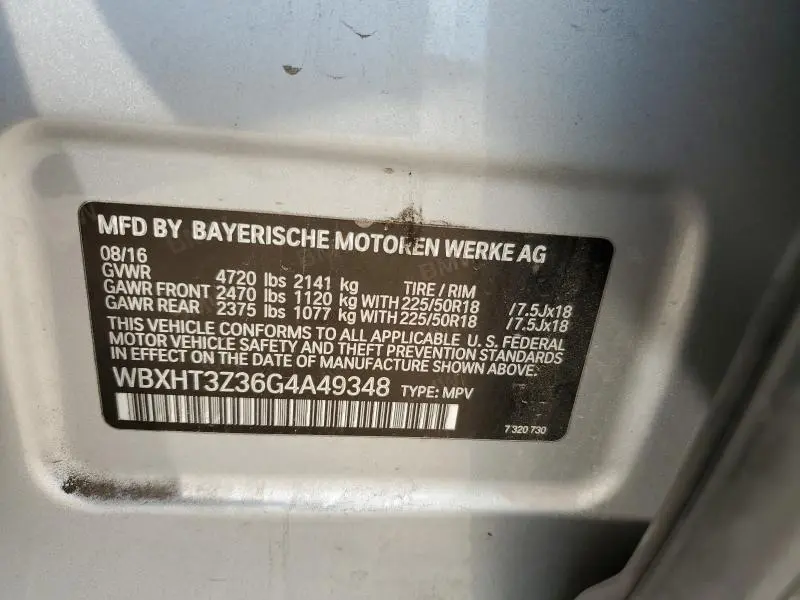 MFD BY BAYERISCHE MOTOREN WERKE AG
08/16
GVWR 4720 lbs 2141 kg TIRE / RIM
GAWR FRONT 2470 lbs 1120 kg WITH 225/50R18 /7.5Jx18
GAWR REAR 2375 lbs 1077 kg WITH 225/50R18 /7.5Jx18
THIS VEHICLE CONFORMS TO ALL APPLICABLE U. S. FEDERAL
MOTOR VEHICLE SAFETY AND THEFT PREVENTION STANDARDS
IN EFFECT ON THE DATE OF MANUFACTURE SHOWN ABOVE.
WBXHT3Z36G4A49348 TYPE: MPV
7 320 730